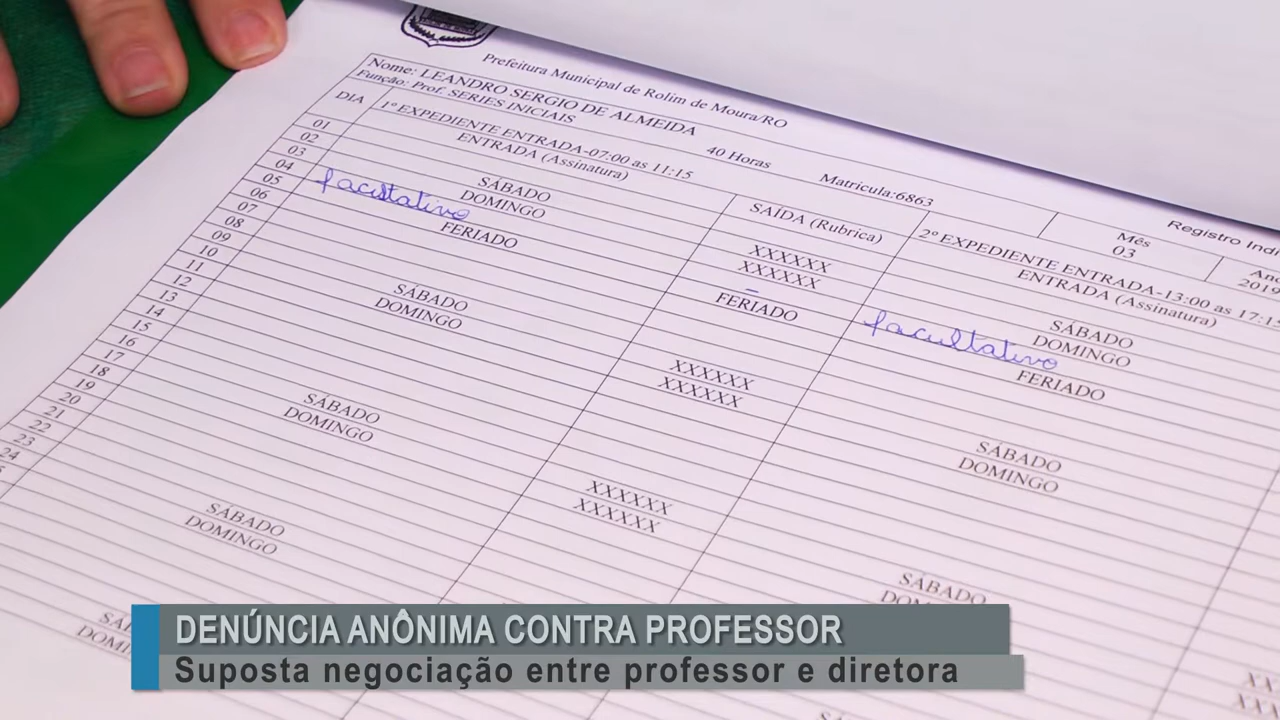 Prefeitura Municipal de Rolim de Moura/RO
Nome: LEANDRO SERGIO DE ALMEIDA
Função: Prof. SERIES INICIAIS
40 Horas
Matricula:6863
Registro Indi
Mês
03
Ano
2019
DIA
1º EXPEDIENTE ENTRADA-07:00 as 11:15
ENTRADA (Assinatura)
SAÍDA (Rubrica)
2º EXPEDIENTE ENTRADA-13:00 as 17:15
ENTRADA (Assinatura)
01
02 SÁBADO XXXXXX SÁBADO
03 DOMINGO XXXXXX DOMINGO
04 facultativo facultativo
05 FERIADO FERIADO FERIADO
06
07
08
09 SÁBADO XXXXXX SÁBADO
10 DOMINGO XXXXXX DOMINGO
11
12
13
14
15
16 SÁBADO XXXXXX SÁBADO
17 DOMINGO XXXXXX DOMINGO
18
19
20
21
22
23 SÁBADO
24 DOMINGO
DENÚNCIA ANÔNIMA CONTRA PROFESSOR
Suposta negociação entre professor e diretora